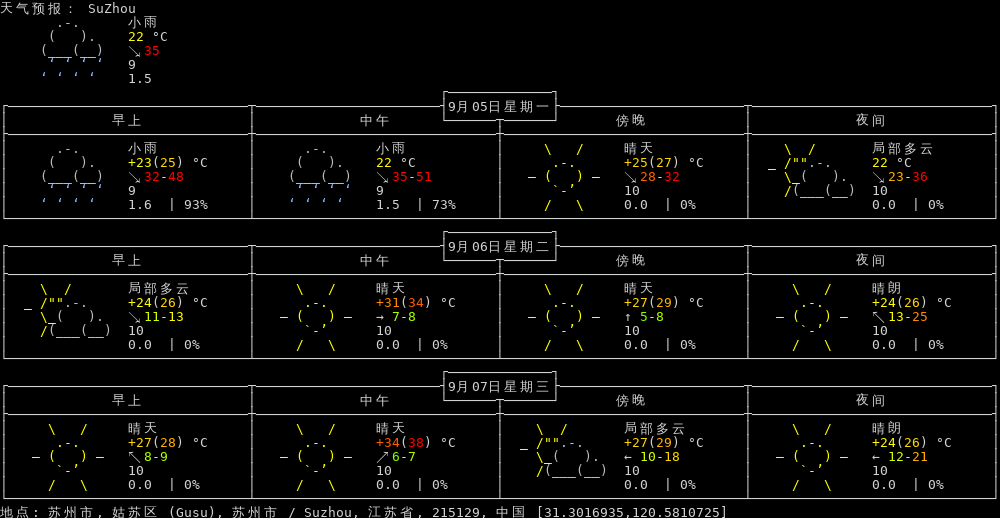 天气预报: SuZhou
小雨
22 °C
↘ 35
9
1.5
9月05日星期一
早上 中午 傍晚 夜间
小雨 小雨 晴天 局部多云
+23(25) °C 22 °C +25(27) °C 22 °C
↘ 32-48 ↘ 35-51 ↘ 28-32 ↘ 23-36
9 9 10 10
1.6 | 93% 1.5 | 73% 0.0 | 0% 0.0 | 0%
9月06日星期二
早上 中午 傍晚 夜间
局部多云 晴天 晴天 晴朗
+24(26) °C +31(34) °C +27(29) °C +24(26) °C
↘ 11-13 → 7-8 ↑ 5-8 ↖ 13-25
10 10 10 10
0.0 | 0% 0.0 | 0% 0.0 | 0% 0.0 | 0%
9月07日星期三
早上 中午 傍晚 夜间
晴天 晴天 局部多云 晴朗
+27(28) °C +34(38) °C +27(29) °C +24(26) °C
↖ 8-9 ↗ 6-7 ← 10-18 ← 12-21
10 10 10 10
0.0 | 0% 0.0 | 0% 0.0 | 0% 0.0 | 0%
地点: 苏州市, 姑苏区 (Gusu), 苏州市 / Suzhou, 江苏省, 215129, 中国 [31.3016935,120.5810725]